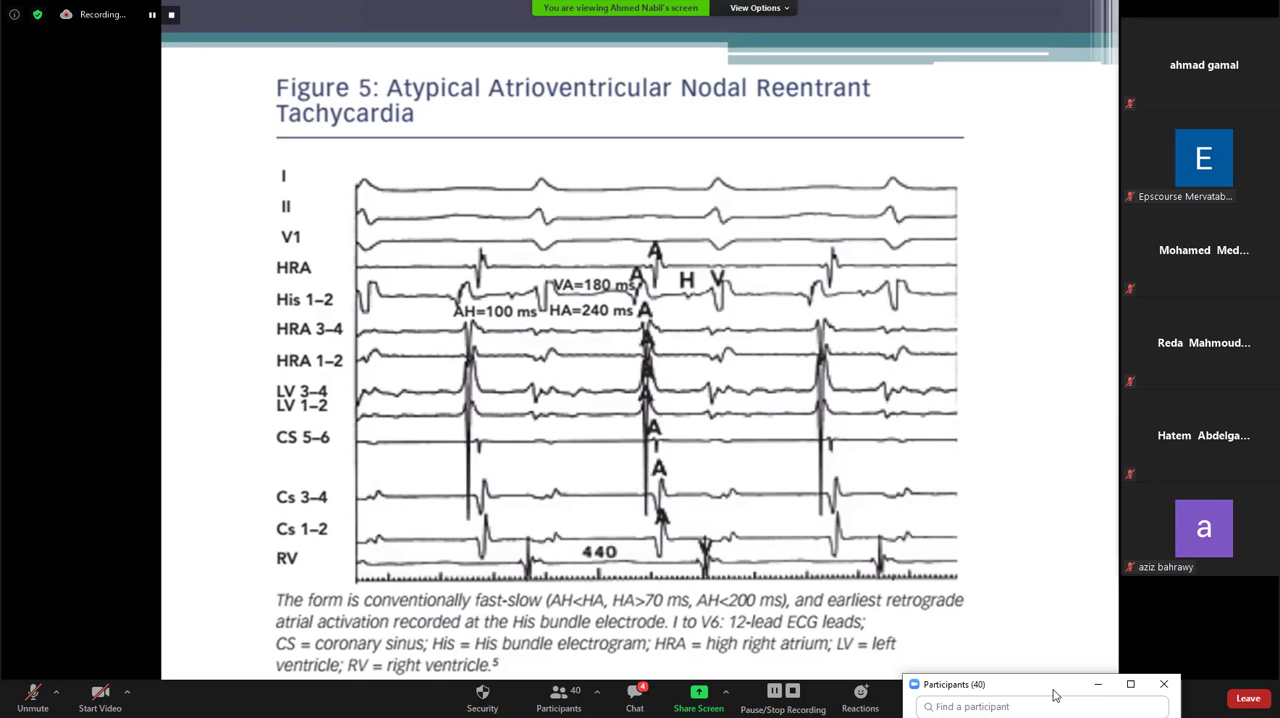 Recording...
You are viewing Ahmed Nabil's screen
View Options
Figure 5: Atypical Atrioventricular Nodal Reentrant
Tachycardia
I
II
V1
HRA
A
His 1–2
A
VA=180 ms
H
V
AH=100 ms
HA=240 ms
A
HRA 3–4
A
HRA 1–2
A
LV 3–4
A
LV 1–2
CS 5–6
A
A
Cs 3–4
A
Cs 1–2
RV
440
V
The form is conventionally fast-slow (AH<HA, HA>70 ms, AH<200 ms), and earliest retrograde
atrial activation recorded at the His bundle electrode. I to V6: 12-lead ECG leads;
CS = coronary sinus; His = His bundle electrogram; HRA = high right atrium; LV = left
ventricle; RV = right ventricle.⁵
ahmad gamal
E
Epscourse Mervatab...
Mohamed Med...
Reda Mahmoud...
Hatem Abdelga...
a
aziz bahrawy
Unmute
Start Video
Security
40
Participants
4
Chat
Share Screen
Pause/Stop Recording
Reactions
Participants (40)
Find a participant
Leave